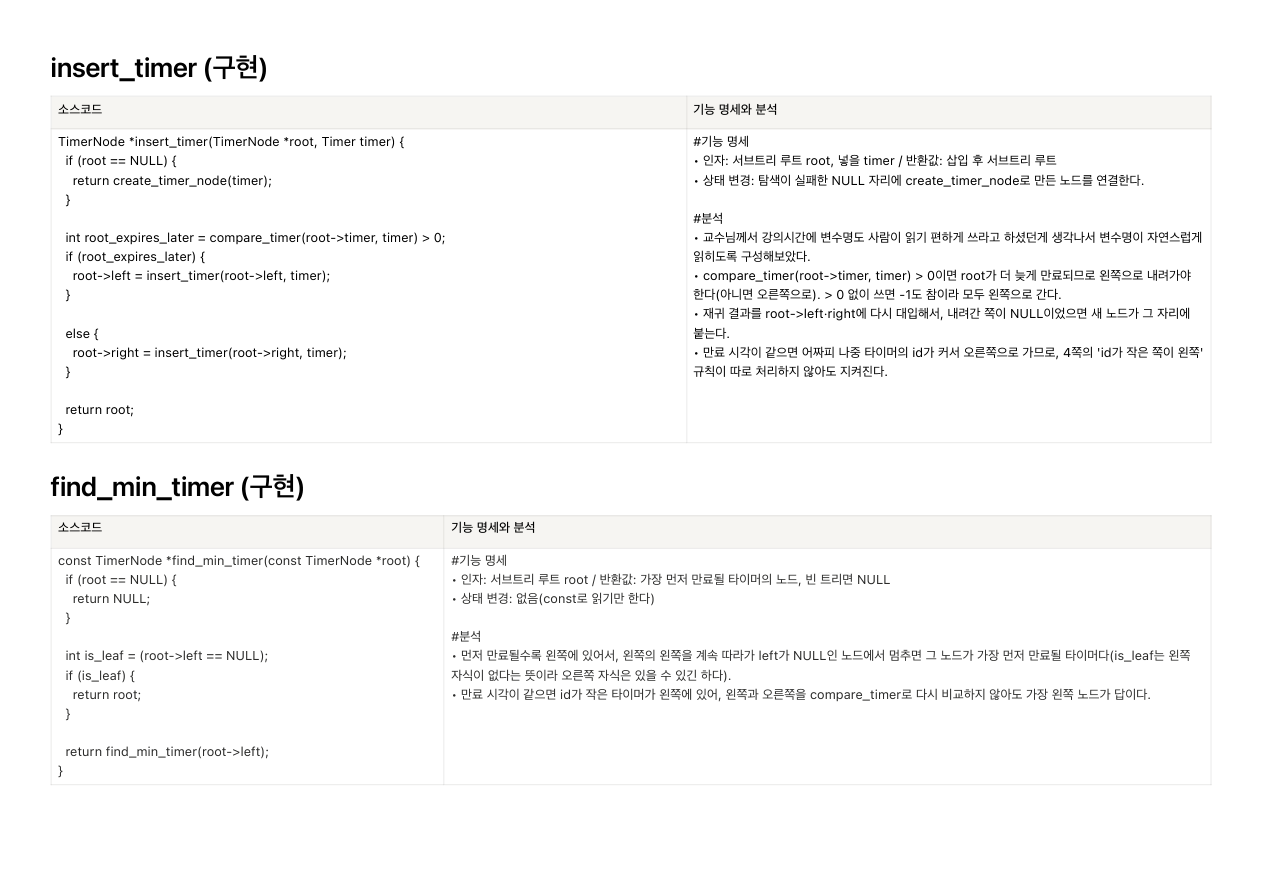 insert_timer (구현)
소스코드
기능 명세와 분석
TimerNode *insert_timer(TimerNode *root, Timer timer) {
if (root == NULL) {
return create_timer_node(timer);
}
int root_expires_later = compare_timer(root->timer, timer) > 0;
if (root_expires_later) {
root->left = insert_timer(root->left, timer);
}
else {
root->right = insert_timer(root->right, timer);
}
return root;
}
#기능 명세
• 인자: 서브트리 루트 root, 넣을 timer / 반환값: 삽입 후 서브트리 루트
• 상태 변경: 탐색이 실패한 NULL 자리에 create_timer_node로 만든 노드를 연결한다.
#분석
• 교수님께서 강의시간에 변수명도 사람이 읽기 편하게 쓰라고 하셨던게 생각나서 변수명이 자연스럽게
읽히도록 구성해보았다.
• compare_timer(root->timer, timer) > 0이면 root가 더 늦게 만료되므로 왼쪽으로 내려가야
한다(아니면 오른쪽으로). > 0 없이 쓰면 -1도 참이라 모두 왼쪽으로 간다.
• 재귀 결과를 root->left·right에 다시 대입해서, 내려간 쪽이 NULL이었으면 새 노드가 그 자리에
붙는다.
• 만료 시각이 같으면 어짜피 나중 타이머의 id가 커서 오른쪽으로 가므로, 4쪽의 'id가 작은 쪽이 왼쪽'
규칙이 따로 처리하지 않아도 지켜진다.
find_min_timer (구현)
소스코드
기능 명세와 분석
const TimerNode *find_min_timer(const TimerNode *root) {
if (root == NULL) {
return NULL;
}
int is_leaf = (root->left == NULL);
if (is_leaf) {
return root;
}
return find_min_timer(root->left);
}
#기능 명세
• 인자: 서브트리 루트 root / 반환값: 가장 먼저 만료될 타이머의 노드, 빈 트리면 NULL
• 상태 변경: 없음(const로 읽기만 한다)
#분석
• 먼저 만료될수록 왼쪽에 있어서, 왼쪽의 왼쪽을 계속 따라가 left가 NULL인 노드에서 멈추면 그 노드가 가장 먼저 만료될 타이머다(is_leaf는 왼쪽
자식이 없다는 뜻이라 오른쪽 자식은 있을 수 있긴 하다).
• 만료 시각이 같으면 id가 작은 타이머가 왼쪽에 있어, 왼쪽과 오른쪽을 compare_timer로 다시 비교하지 않아도 가장 왼쪽 노드가 답이다.